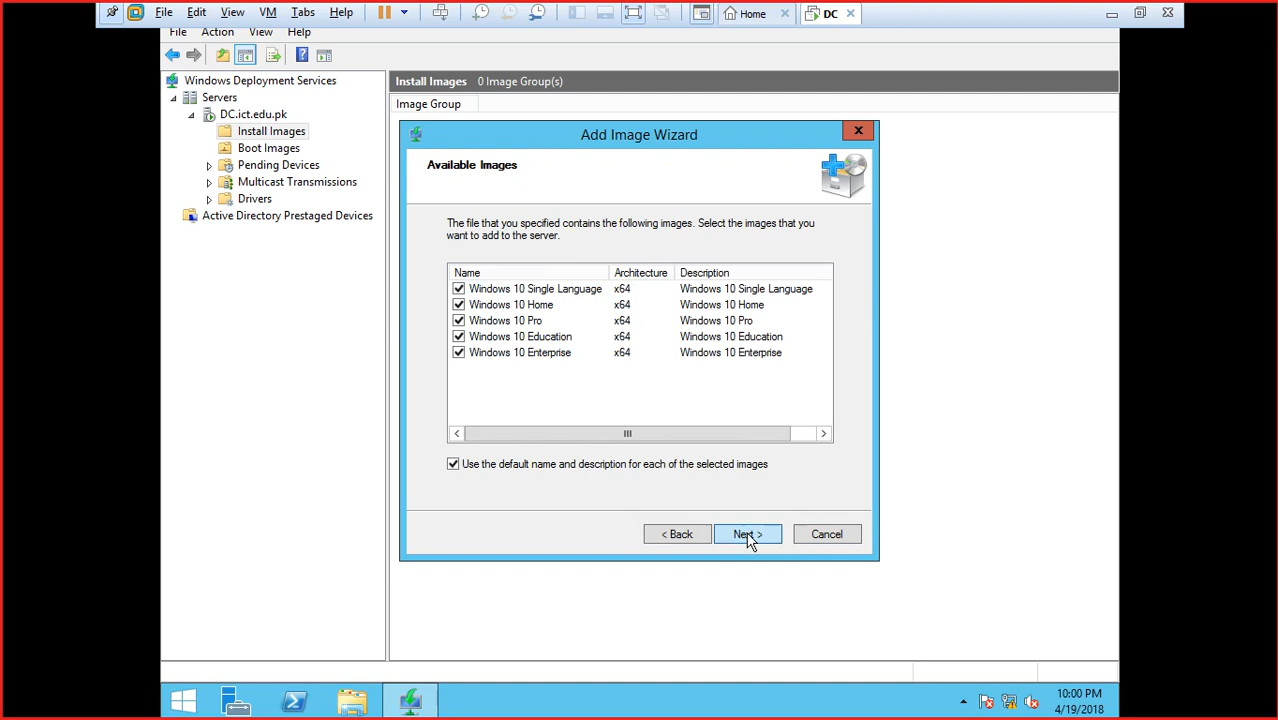 File Edit View VM Tabs Help Home DC
File Action View Help
Windows Deployment Services
Servers
DC.ict.edu.pk
Install Images
Boot Images
Pending Devices
Multicast Transmissions
Drivers
Active Directory Prestaged Devices
Install Images 0 Image Group(s)
Image Group
Add Image Wizard
Available Images
The file that you specified contains the following images. Select the images that you
want to add to the server.
Name Architecture Description
Windows 10 Single Language x64 Windows 10 Single Language
Windows 10 Home x64 Windows 10 Home
Windows 10 Pro x64 Windows 10 Pro
Windows 10 Education x64 Windows 10 Education
Windows 10 Enterprise x64 Windows 10 Enterprise
Use the default name and description for each of the selected images
< Back Next > Cancel
10:00 PM
4/19/2018